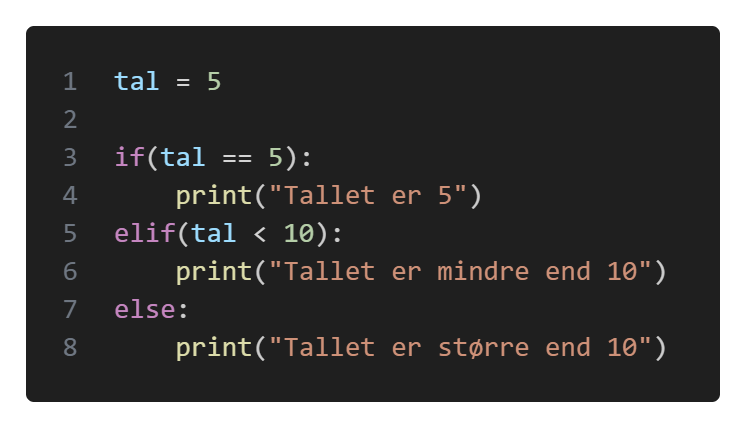 1 tal = 5
2
3 if(tal == 5):
4     print("Tallet er 5")
5 elif(tal < 10):
6     print("Tallet er mindre end 10")
7 else:
8     print("Tallet er større end 10")